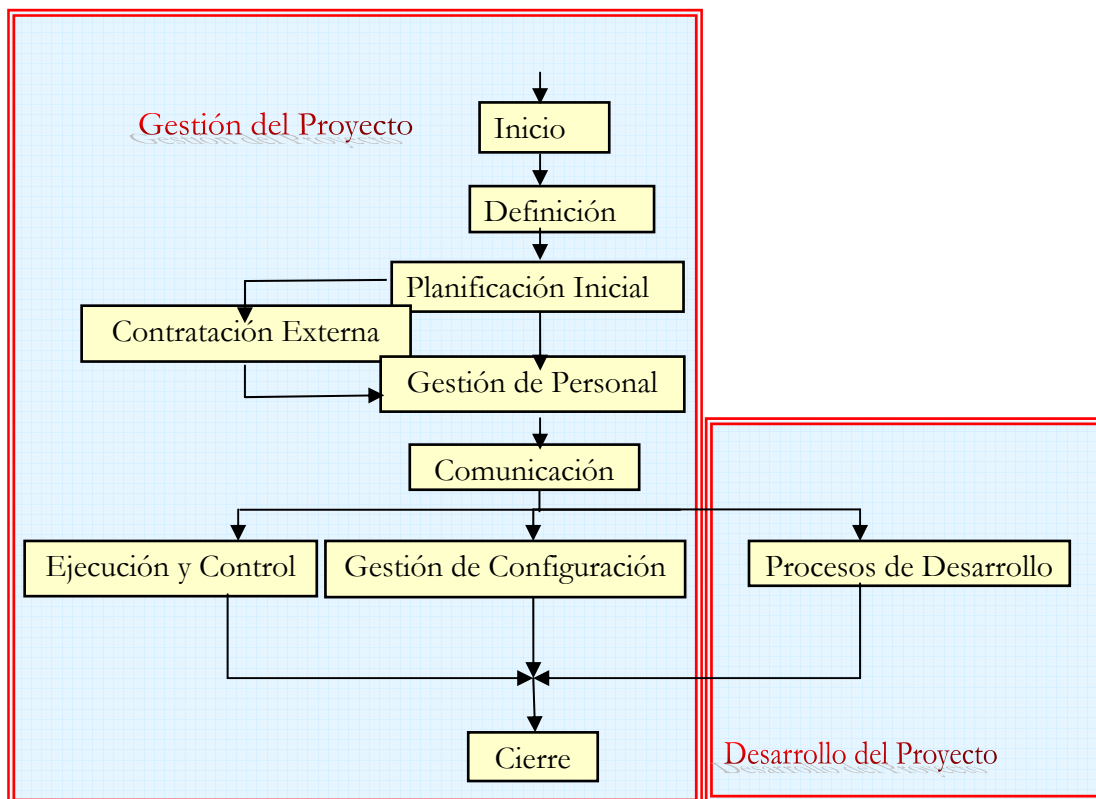 Gestión del Proyecto
Inicio
Definición
Planificación Inicial
Contratación Externa
Gestión de Personal
Comunicación
Ejecución y Control
Gestión de Configuración
Procesos de Desarrollo
Cierre
Desarrollo del Proyecto